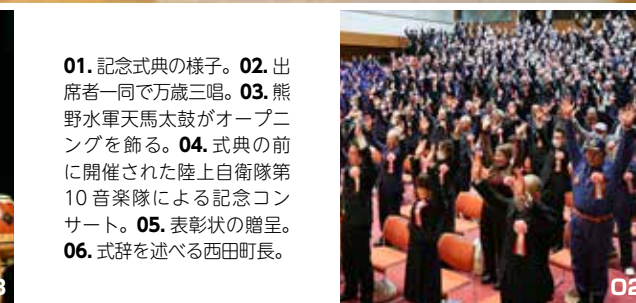 01. 記念式典の様子。02. 出
席者一同で万歳三唱。03. 熊
野水軍天馬太鼓がオープニ
ングを飾る。04. 式典の前
に開催された陸上自衛隊第
10 音楽隊による記念コン
サート。05. 表彰状の贈呈。
06. 式辞を述べる西田町長。
3
02